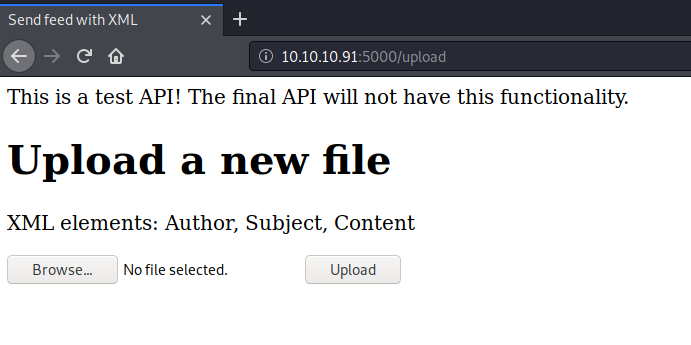 Send feed with XML
10.10.10.91:5000/upload
This is a test API! The final API will not have this functionality.
Upload a new file
XML elements: Author, Subject, Content
Browse... No file selected. Upload